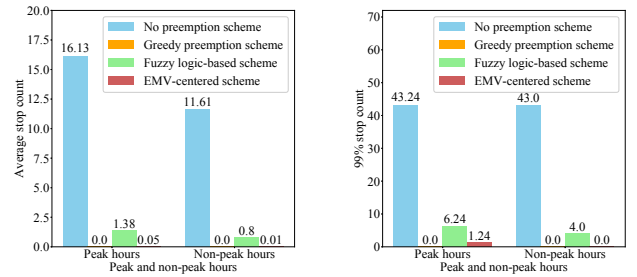 20.0
17.5
15.0
12.5
10.0
7.5
5.0
2.5
0.0
Average stop count
No preemption scheme
Greedy preemption scheme
Fuzzy logic-based scheme
EMV-centered scheme
16.13
0.0
1.38
0.05
11.61
0.0
0.8
0.01
Peak hours
Non-peak hours
Peak and non-peak hours
70
60
50
40
30
20
10
0
99% stop count
No preemption scheme
Greedy preemption scheme
Fuzzy logic-based scheme
EMV-centered scheme
43.24
0.0
6.24
1.24
43.0
0.0
4.0
0.0
Peak hours
Non-peak hours
Peak and non-peak hours